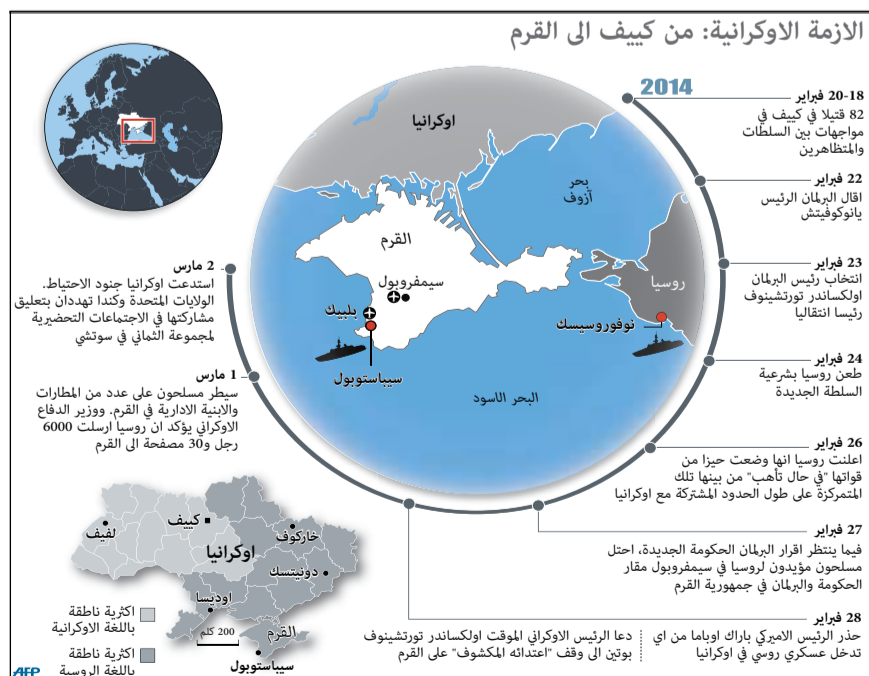 الازمة الاوكرانية: من كييف الى القرم
2014
18-20 فبراير
82 قتيلا في كييف في
مواجهات بين السلطات
والمتظاهرين
22 فبراير
اقال البرلمان الرئيس
يانوكوفيتش
23 فبراير
انتخاب رئيس البرلمان
اولكساندر تورتشينوف
رئيسا انتقاليا
24 فبراير
طعن روسيا بشرعية
السلطة الجديدة
26 فبراير
اعلنت روسيا انها وضعت حيزا من
قواتها "في حال تأهب" من بينها تلك
المتمركزة على طول الحدود المشتركة مع اوكرانيا
27 فبراير
فيما ينتظر اقرار البرلمان الحكومة الجديدة، احتل
مسلحون مؤيدون لروسيا في سيمفروبول مقار
الحكومة والبرلمان في جمهورية القرم
28 فبراير
حذر الرئيس الاميركي باراك اوباما من اي
تدخل عسكري روسي في اوكرانيا
دعا الرئيس الاوكراني الموقت اولكساندر تورتشينوف
بوتين الى وقف "اعتدائه المكشوف" على القرم
1 مارس
سيطر مسلحون على عدد من المطارات
والابنية الادارية في القرم. ووزير الدفاع
الاوكراني يؤكد ان روسيا ارسلت 6000
رجل و30 مصفحة الى القرم
2 مارس
استدعت اوكرانيا جنود الاحتياط.
الولايات المتحدة وكندا تهددان بتعليق
مشاركتها في الاجتماعات التحضيرية
لمجموعة الثماني في سوتشي
اوكرانيا
بحر
آزوف
القرم
روسيا
سيمفروبول
بلبيك
نوفوروسيسك
سيباستوبول
البحر الاسود
كييف
لفيف
خاركوف
اوكرانيا
دونيتسك
اوديسا
200 كلم
القرم
سيباستوبول
اكثرية ناطقة
باللغة الاوكرانية
اكثرية ناطقة
باللغة الروسية
AFP